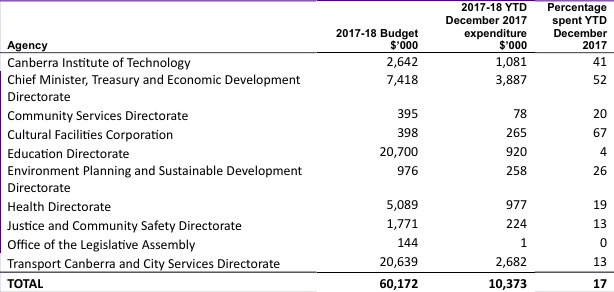 Agency 2017-18 Budget $'000 2017-18 YTD December 2017 expenditure $'000 Percentage spent YTD December 2017
Canberra Institute of Technology 2,642 1,081 41
Chief Minister, Treasury and Economic Development Directorate 7,418 3,887 52
Community Services Directorate 395 78 20
Cultural Facilities Corporation 398 265 67
Education Directorate 20,700 920 4
Environment Planning and Sustainable Development Directorate 976 258 26
Health Directorate 5,089 977 19
Justice and Community Safety Directorate 1,771 224 13
Office of the Legislative Assembly 144 1 0
Transport Canberra and City Services Directorate 20,639 2,682 13
TOTAL 60,172 10,373 17